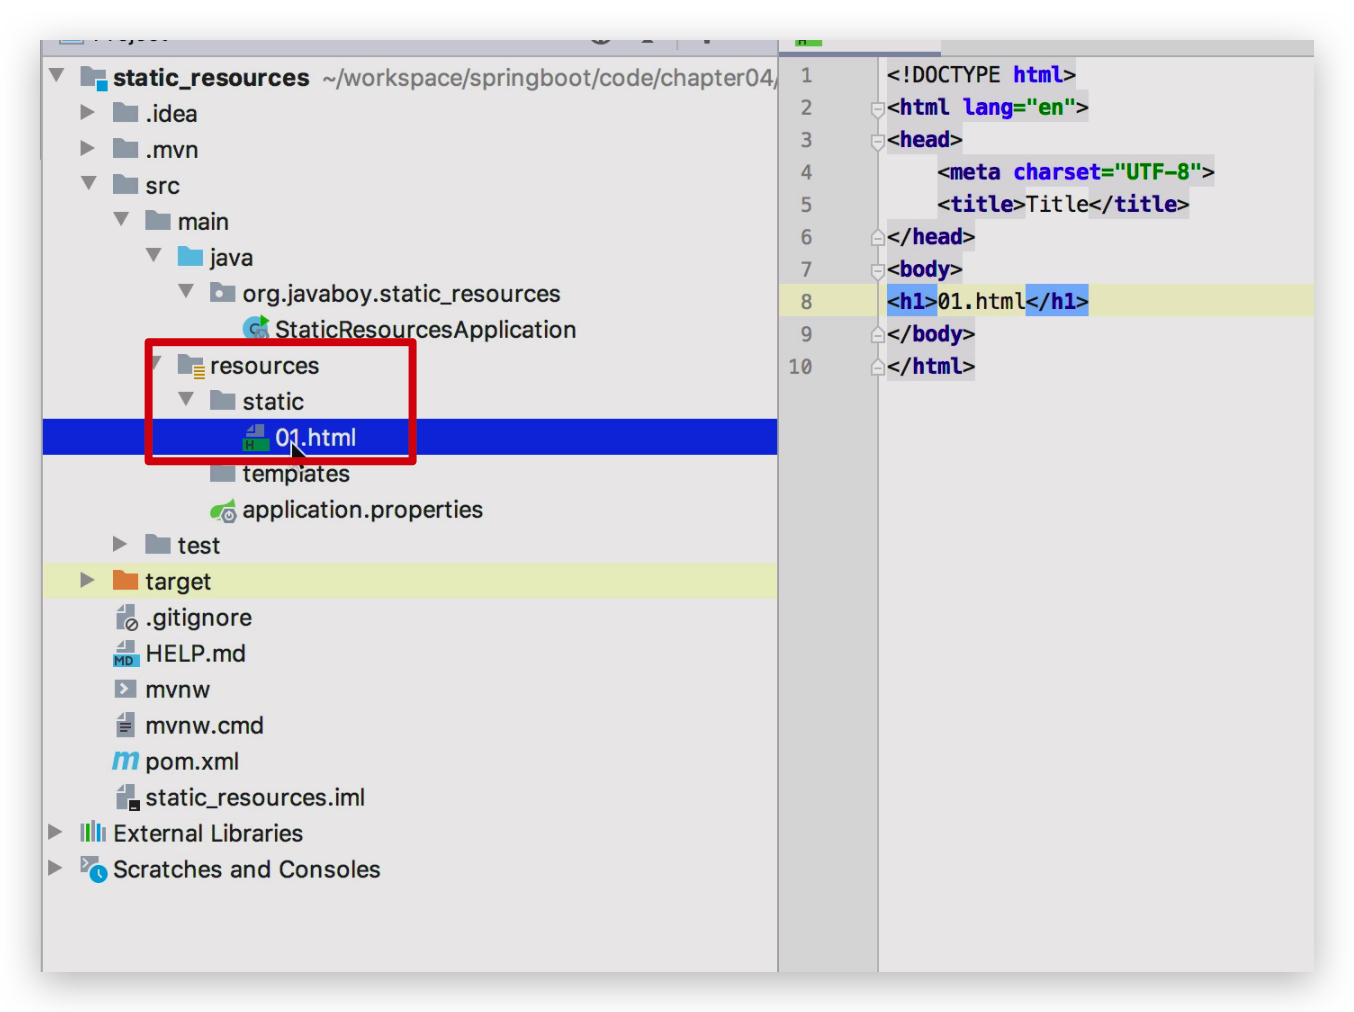 static_resources ~/workspace/springboot/code/chapter04/
.idea
.mvn
src
main
java
org.javaboy.static_resources
StaticResourcesApplication
resources
static
01.html
templates
application.properties
test
target
.gitignore
HELP.md
mvnw
mvnw.cmd
pom.xml
static_resources.iml
External Libraries
Scratches and Consoles
1 <!DOCTYPE html>
2 <html lang="en">
3 <head>
4 <meta charset="UTF-8">
5 <title>Title</title>
6 </head>
7 <body>
8 <h1>01.html</h1>
9 </body>
10 </html>